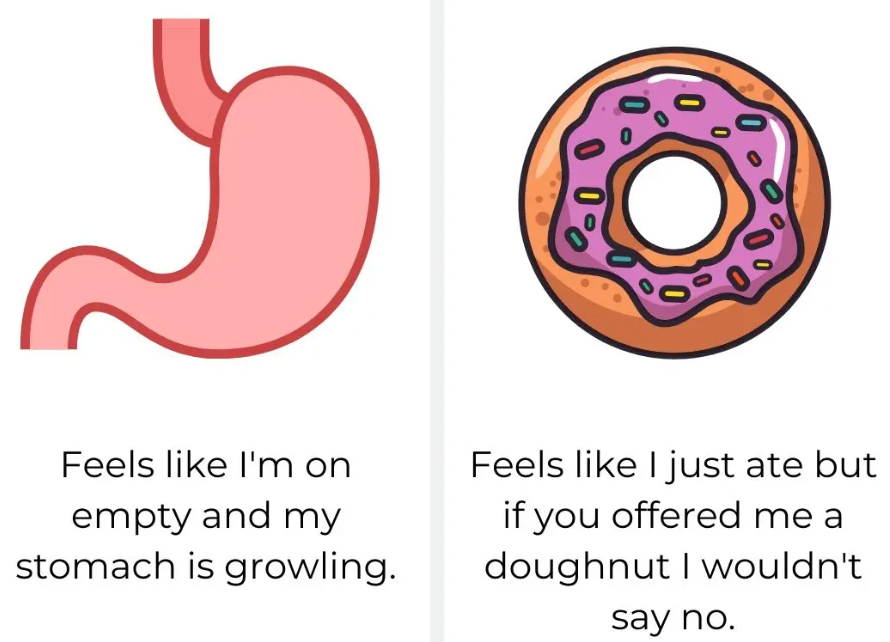 Feels like I'm on
empty and my
stomach is growling.
Feels like I just ate but
if you offered me a
doughnut I wouldn't
say no.